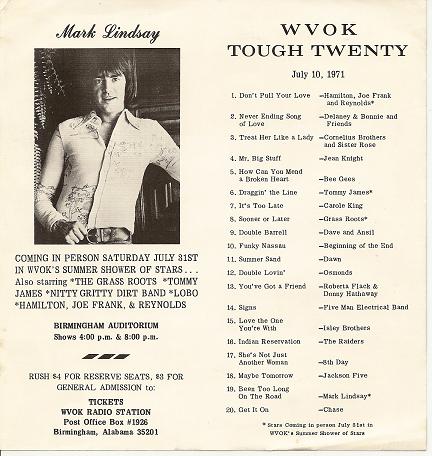 Mark Lindsay
COMING IN PERSON SATURDAY JULY 31ST
IN WVOK'S SUMMER SHOWER OF STARS...
Also starring *THE GRASS ROOTS *TOMMY
JAMES *NITTY GRITTY DIRT BAND *LOBO
*HAMILTON, JOE FRANK, & REYNOLDS
BIRMINGHAM AUDITORIUM
Shows 4:00 p.m. & 8:00 p.m.
RUSH $4 FOR RESERVE SEATS, $3 FOR
GENERAL ADMISSION to:
TICKETS
WVOK RADIO STATION
Post Office Box #1926
Birmingham, Alabama 35201
WVOK
TOUGH TWENTY
July 10, 1971
1. Don't Pull Your Love —Hamilton, Joe Frank
and Reynolds*
2. Never Ending Song —Delaney & Bonnie and
of Love Friends
3. Treat Her Like a Lady —Cornelius Brothers
and Sister Rose
4. Mr. Big Stuff —Jean Knight
5. How Can You Mend
a Broken Heart —Bee Gees
6. Draggin' the Line —Tommy James*
7. It's Too Late —Carole King
8. Sooner or Later —Grass Roots*
9. Double Barrell —Dave and Ansil
10. Funky Nassau —Beginning of the End
11. Summer Sand —Dawn
12. Double Lovin' —Osmonds
13. You've Got a Friend —Roberta Flack &
Donny Hathaway
14. Signs —Five Man Electrical Band
15. Love the One
You're With —Isley Brothers
16. Indian Reservation —The Raiders
17. She's Not Just
Another Woman —8th Day
18. Maybe Tomorrow —Jackson Five
19. Been Too Long
On The Road —Mark Lindsay*
20. Get It On —Chase
* Stars Coming in person July 31st in
WVOK's Summer Shower of Stars